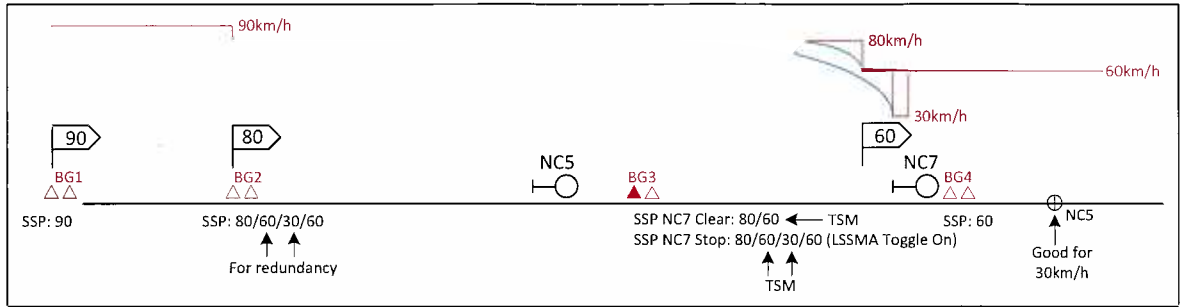 90km/h
80km/h
60km/h
30km/h
90
80
60
NC5
NC7
BG1
BG2
BG3
BG4
SSP: 90
SSP: 80/60/30/60
SSP NC7 Clear: 80/60
TSM
SSP: 60
NC5
SSP NC7 Stop: 80/60/30/60 (LSSMA Toggle On)
For redundancy
Good for
30km/h
TSM